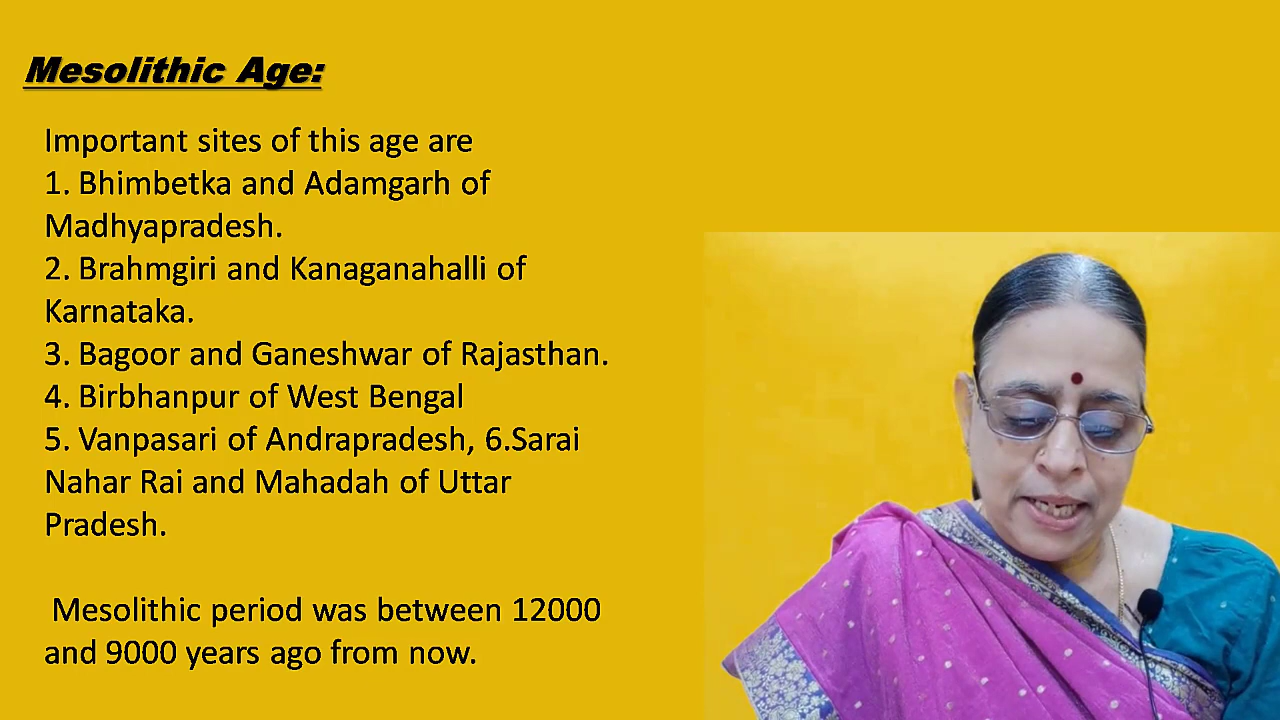 Mesolithic Age:
Important sites of this age are
1. Bhimbetka and Adamgarh of
Madhyapradesh.
2. Brahmgiri and Kanaganahalli of
Karnataka.
3. Bagoor and Ganeshwar of Rajasthan.
4. Birbhanpur of West Bengal
5. Vanpasari of Andrapradesh, 6.Sarai
Nahar Rai and Mahadah of Uttar
Pradesh.
Mesolithic period was between 12000
and 9000 years ago from now.